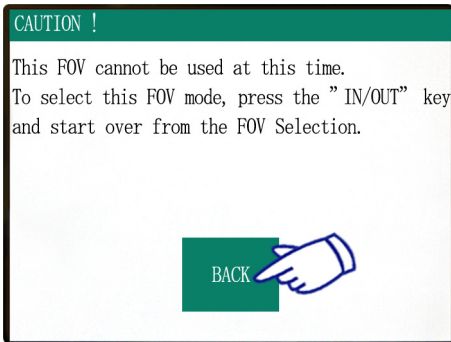 CAUTION !
This FOV cannot be used at this time.
To select this FOV mode, press the ” IN/OUT” key
and start over from the FOV Selection.
BACK